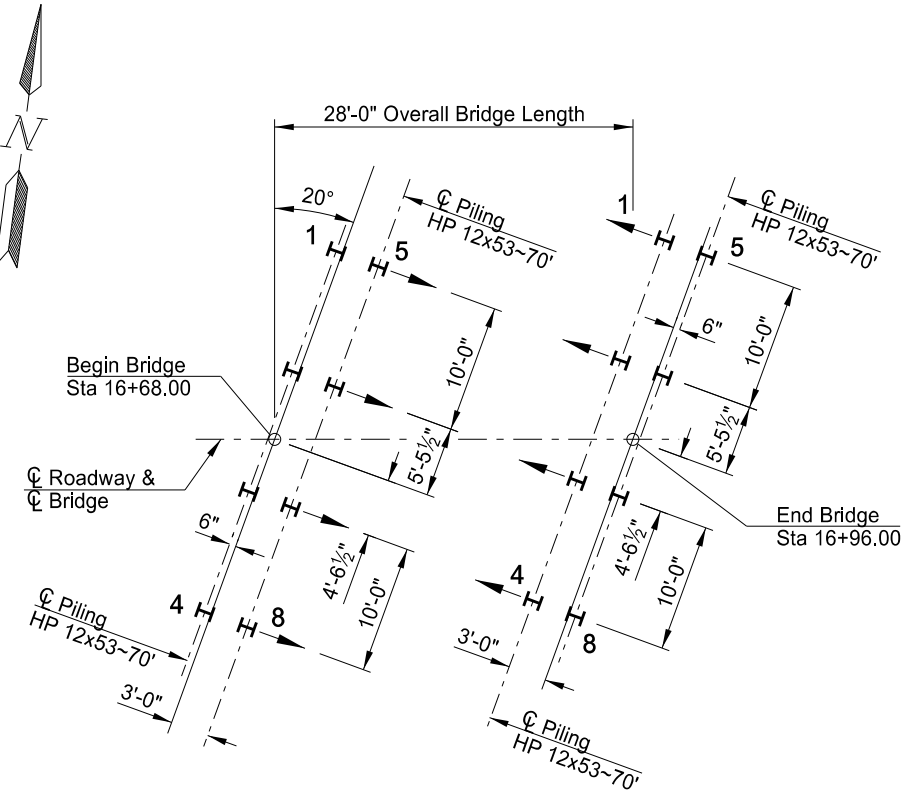 N
28'-0" Overall Bridge Length
20°
℄ Piling
HP 12x53~70'
℄ Piling
HP 12x53~70'
1
5
1
5
10'-0"
6"
10'-0"
Begin Bridge
Sta 16+68.00
5'-5½"
5'-5½"
℄ Roadway &
℄ Bridge
End Bridge
Sta 16+96.00
6"
4'-6½"
10'-0"
4'-6½"
10'-0"
4
8
4
8
℄ Piling
HP 12x53~70'
3'-0"
3'-0"
℄ Piling
HP 12x53~70'